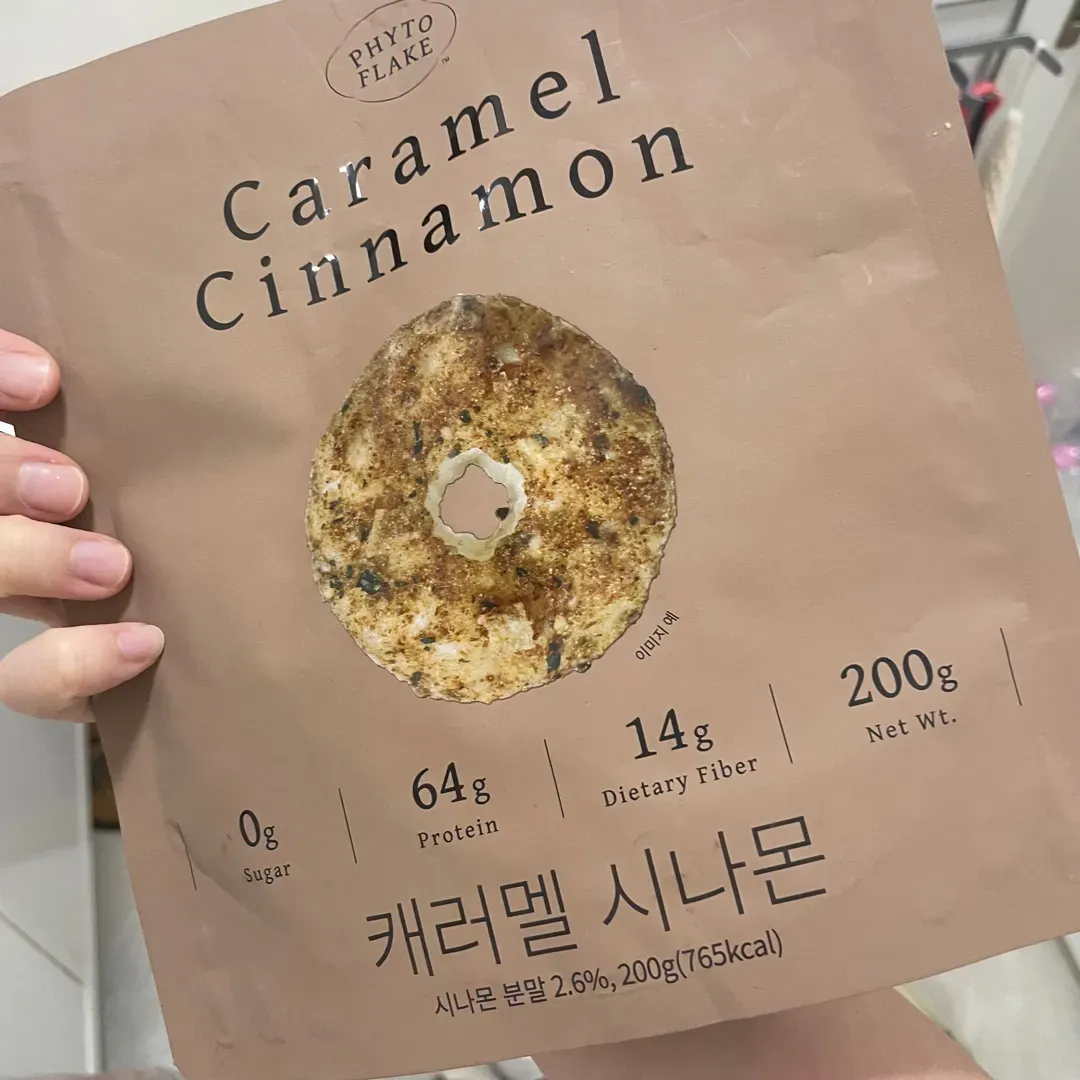 PHYTO
FLAKE™
Caramel
Cinnamon
이미지 예
0g
Sugar
64g
Protein
14g
Dietary Fiber
200g
Net Wt.
캐러멜 시나몬
시나몬 분말 2.6%, 200g(765kcal)